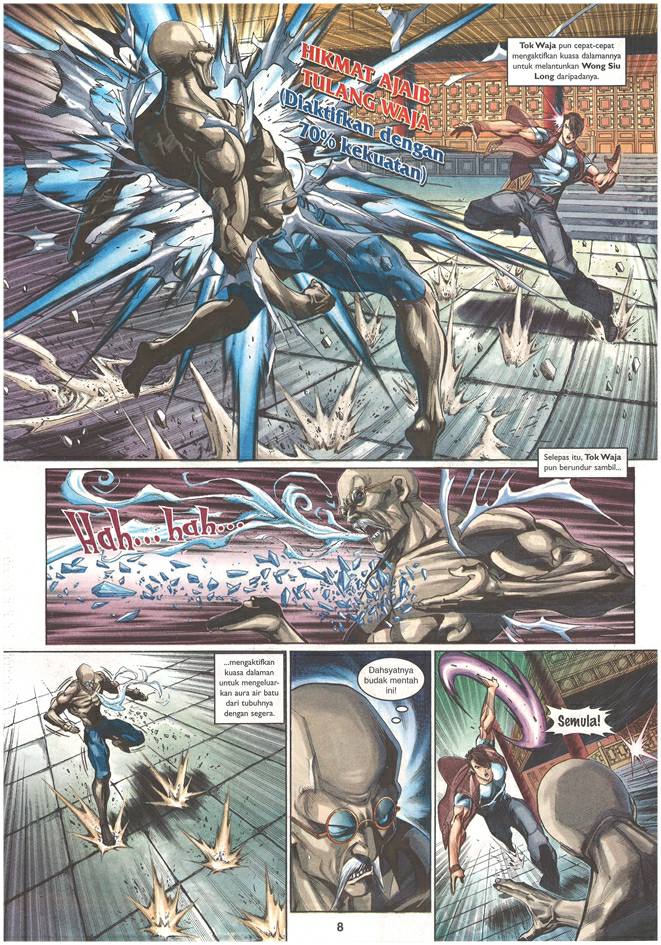 Tok Waja pun cepat-cepat
mengaktifkan kuasa dalamannya
untuk melantunkan Wong Siu
Long daripadanya.
HIKMAT AJAIB
TULANG WAJA
(Diaktifkan dengan
70% kekuatan)
Selepas itu, Tok Waja
pun berundur sambil...
Hah... hah...
...mengaktifkan
kuasa dalaman
untuk mengeluar-
kan aura air batu
dari tubuhnya
dengan segera.
Dahsyatnya
budak mentah
ini!
Semula!
8